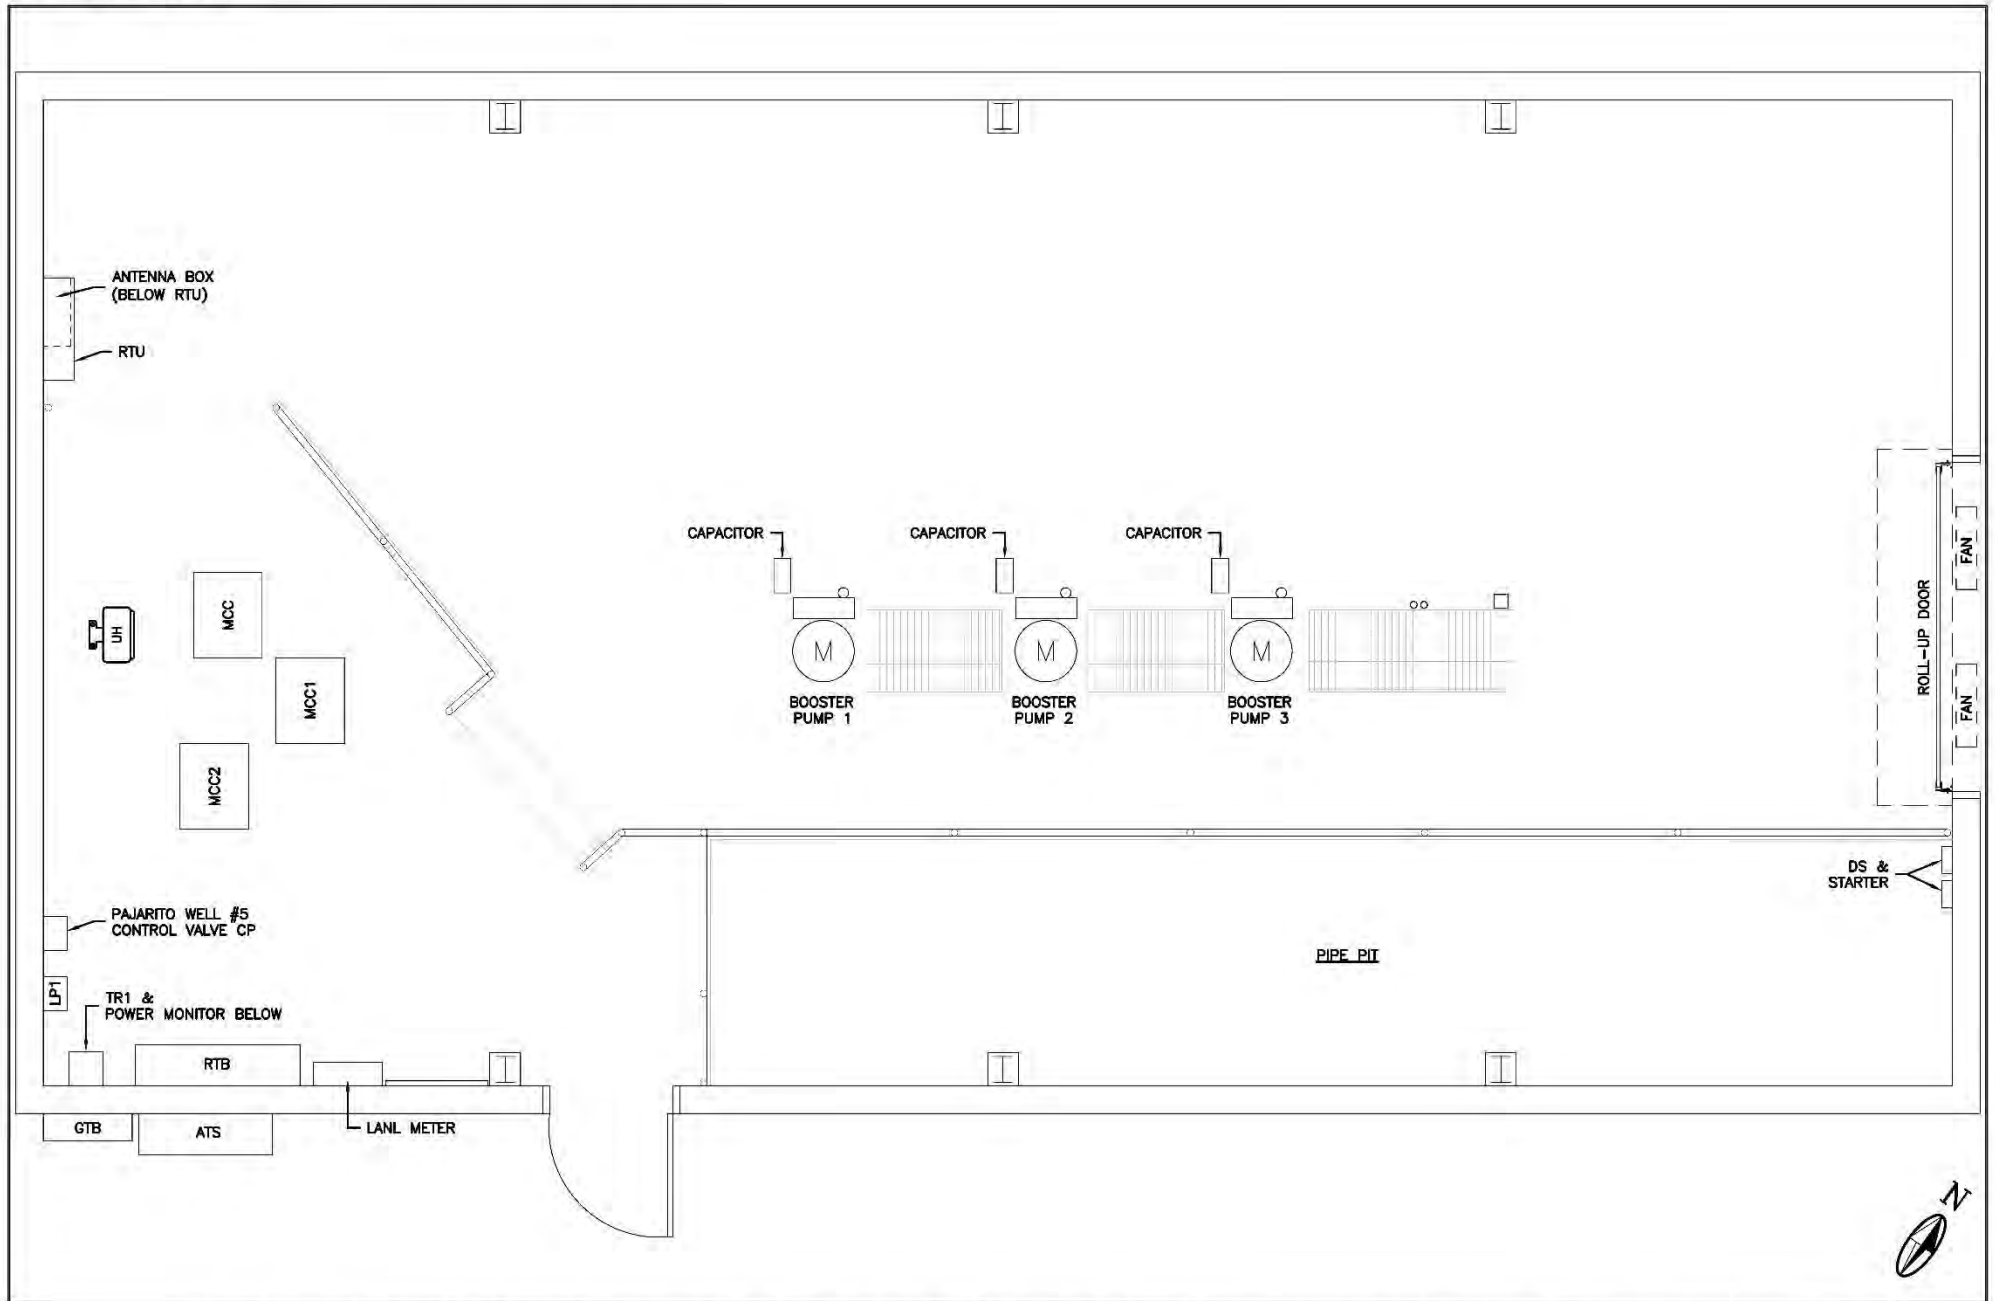 ANTENNA BOX
(BELOW RTU)
RTU
CAPACITOR
CAPACITOR
CAPACITOR
FAN
MCC
UH
M
M
M
ROLL-UP DOOR
MCC1
BOOSTER
PUMP 1
BOOSTER
PUMP 2
BOOSTER
PUMP 3
FAN
MCC2
DS &
STARTER
PAJARITO WELL #5
CONTROL VALVE CP
PIPE PIT
LP1
TR1 &
POWER MONITOR BELOW
RTB
GTB
ATS
LANL METER
N